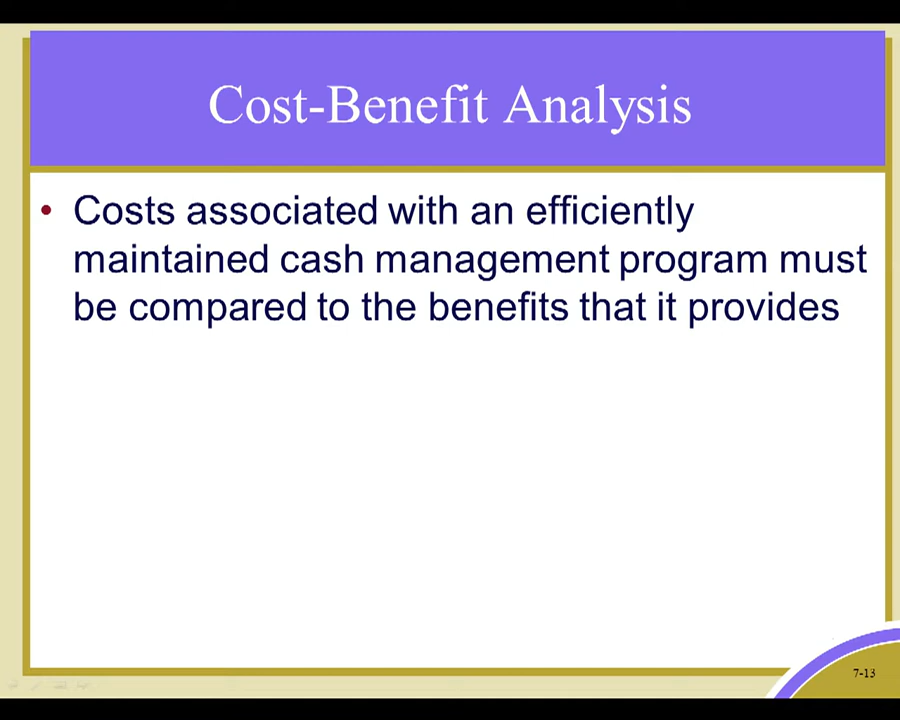 Cost-Benefit Analysis
• Costs associated with an efficiently
maintained cash management program must
be compared to the benefits that it provides
7-13